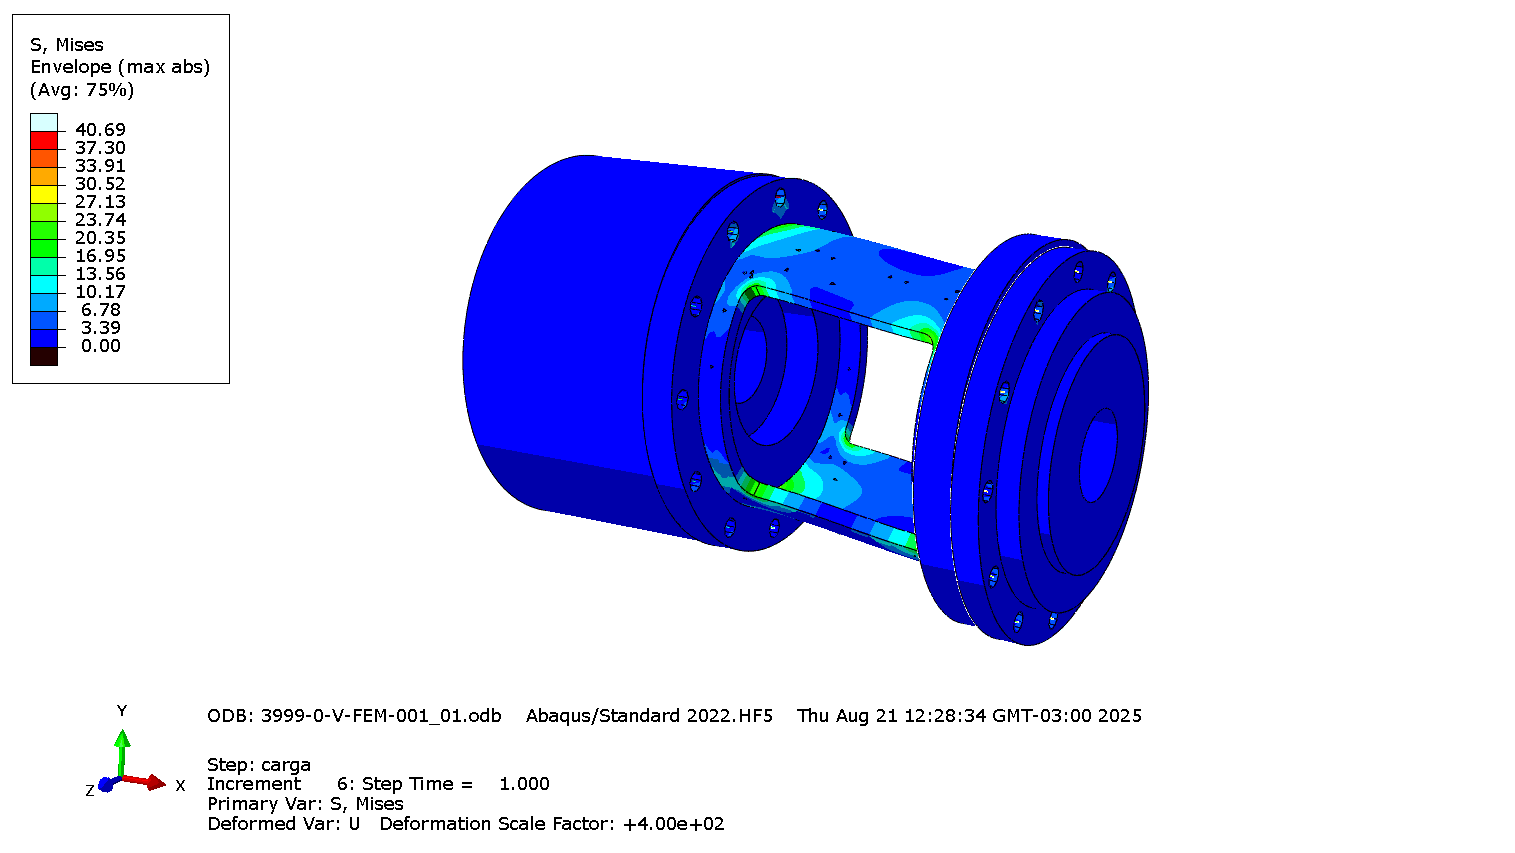 S, Mises
Envelope (max abs)
(Avg: 75%)
40.69
37.30
33.91
30.52
27.13
23.74
20.35
16.95
13.56
10.17
6.78
3.39
0.00
Y
X
Z
ODB: 3999-0-V-FEM-001_01.odb    Abaqus/Standard 2022.HF5    Thu Aug 21 12:28:34 GMT-03:00 2025
Step: carga
Increment      6: Step Time =    1.000
Primary Var: S, Mises
Deformed Var: U   Deformation Scale Factor: +4.00e+02